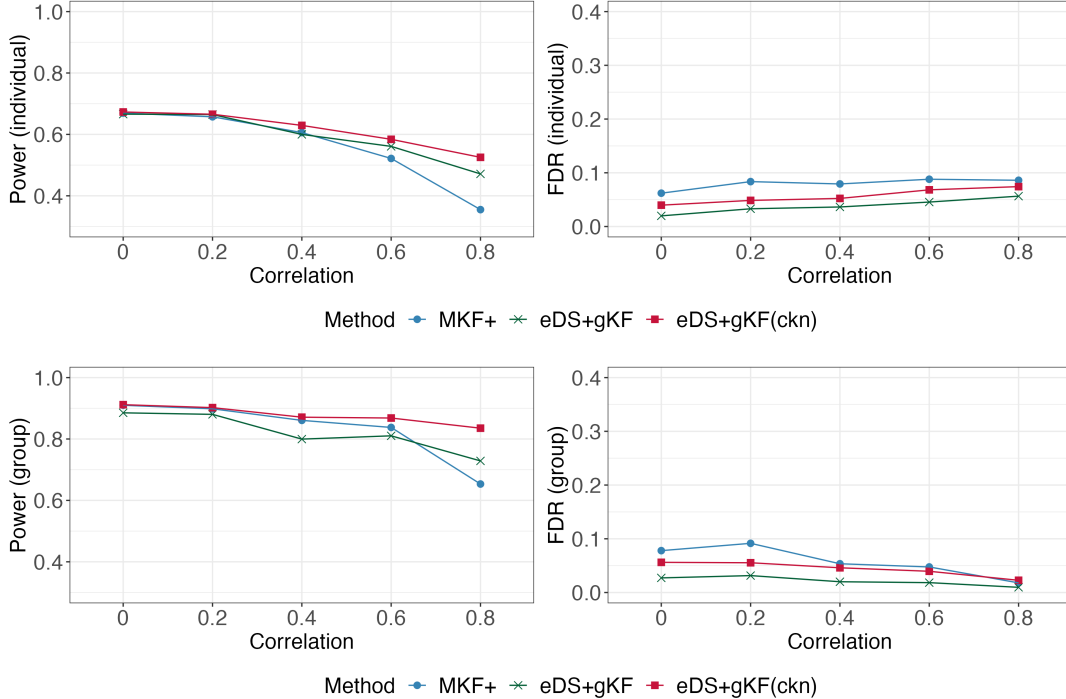 Power (individual)
1.0
0.8
0.6
0.4
0 0.2 0.4 0.6 0.8
Correlation
FDR (individual)
0.4
0.3
0.2
0.1
0.0
0 0.2 0.4 0.6 0.8
Correlation
Method MKF+ eDS+gKF eDS+gKF(ckn)
Power (group)
1.0
0.8
0.6
0.4
0 0.2 0.4 0.6 0.8
Correlation
FDR (group)
0.4
0.3
0.2
0.1
0.0
0 0.2 0.4 0.6 0.8
Correlation
Method MKF+ eDS+gKF eDS+gKF(ckn)